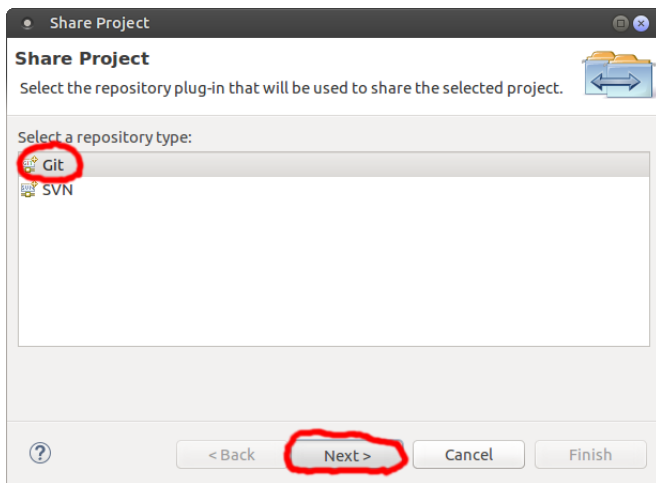 Share Project
Share Project
Select the repository plug-in that will be used to share the selected project.
Select a repository type:
Git
SVN
?
< Back Next > Cancel Finish